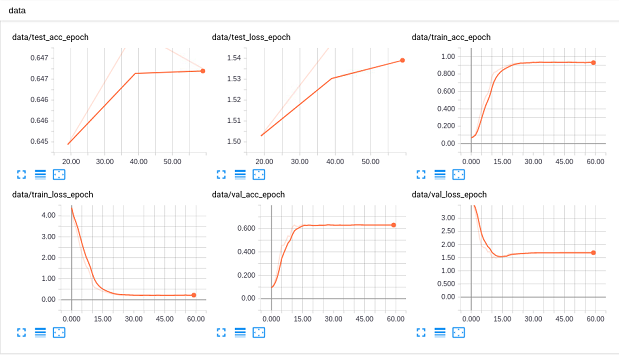 data
data/test_acc_epoch
data/test_loss_epoch
data/train_acc_epoch
0.647
0.647
0.646
0.646
0.645
20.00 30.00 40.00 50.00
1.54
1.53
1.52
1.51
1.50
20.00 30.00 40.00 50.00
1.00
0.800
0.600
0.400
0.200
0.00
0.000 15.00 30.00 45.00 60.00
data/train_loss_epoch
data/val_acc_epoch
data/val_loss_epoch
4.00
3.00
2.00
1.00
0.00
0.000 15.00 30.00 45.00 60.00
0.600
0.400
0.200
0.00
0.000 15.00 30.00 45.00 60.00
3.00
2.50
2.00
1.50
1.00
0.500
0.00
0.000 15.00 30.00 45.00 60.00